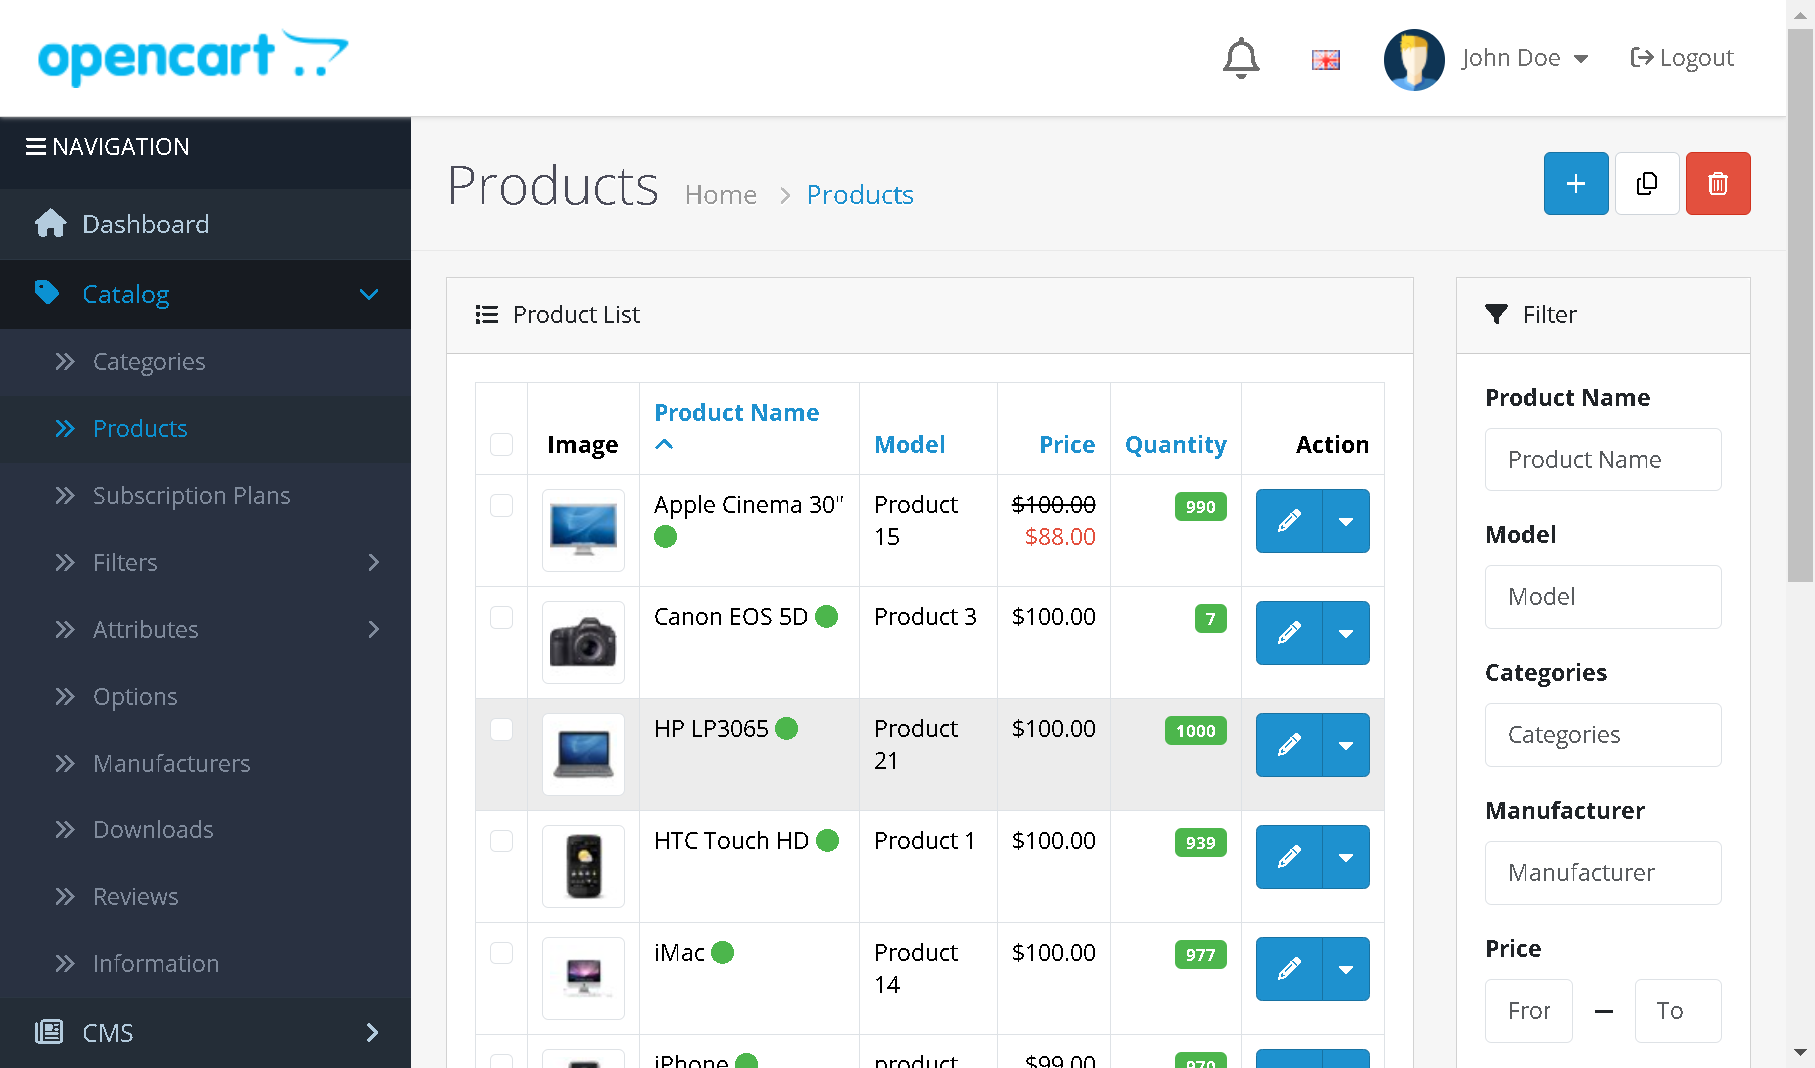 opencart
John Doe
Logout
NAVIGATION
Dashboard
Catalog
Categories
Products
Subscription Plans
Filters
Attributes
Options
Manufacturers
Downloads
Reviews
Information
CMS
Products
Home > Products
Product List
Image
Product Name
Model
Price
Quantity
Action
Apple Cinema 30"
Product
15
$100.00
$88.00
990
Canon EOS 5D
Product 3
$100.00
7
HP LP3065
Product
21
$100.00
1000
HTC Touch HD
Product 1
$100.00
939
iMac
Product
14
$100.00
977
iPhone
product
$99.00
970
Filter
Product Name
Product Name
Model
Model
Categories
Categories
Manufacturer
Manufacturer
Price
From
To